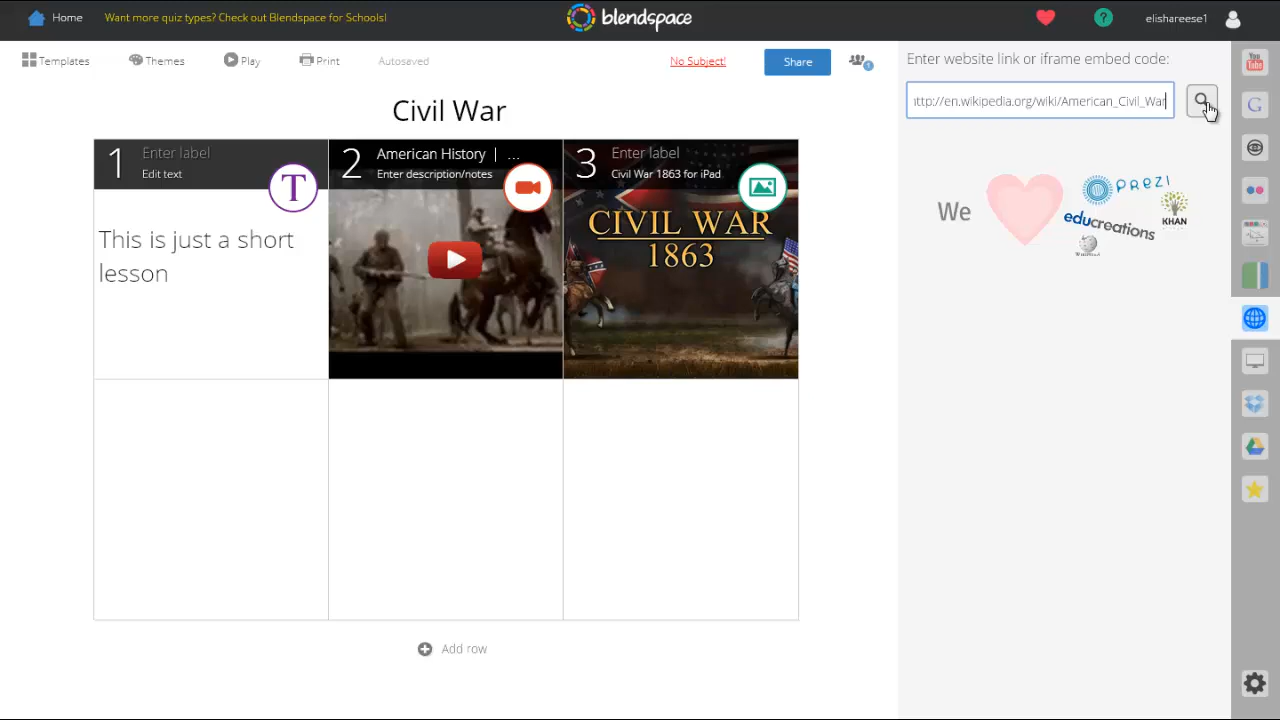 Home
Want more quiz types? Check out Blendspace for Schools!
blendspace
?
elishareese1
Templates
Themes
Play
Print
Autosaved
No Subject!
Share
1
Enter website link or iframe embed code:
ttp://en.wikipedia.org/wiki/American_Civil_War
You
Tube
G
Civil War
1
Enter label
Edit text
T
This is just a short
lesson
2
American History | ...
Enter description/notes
3
Enter label
Civil War 1863 for iPad
CIVIL WAR
1863
We
PREZI
educreations
KHAN
Add row